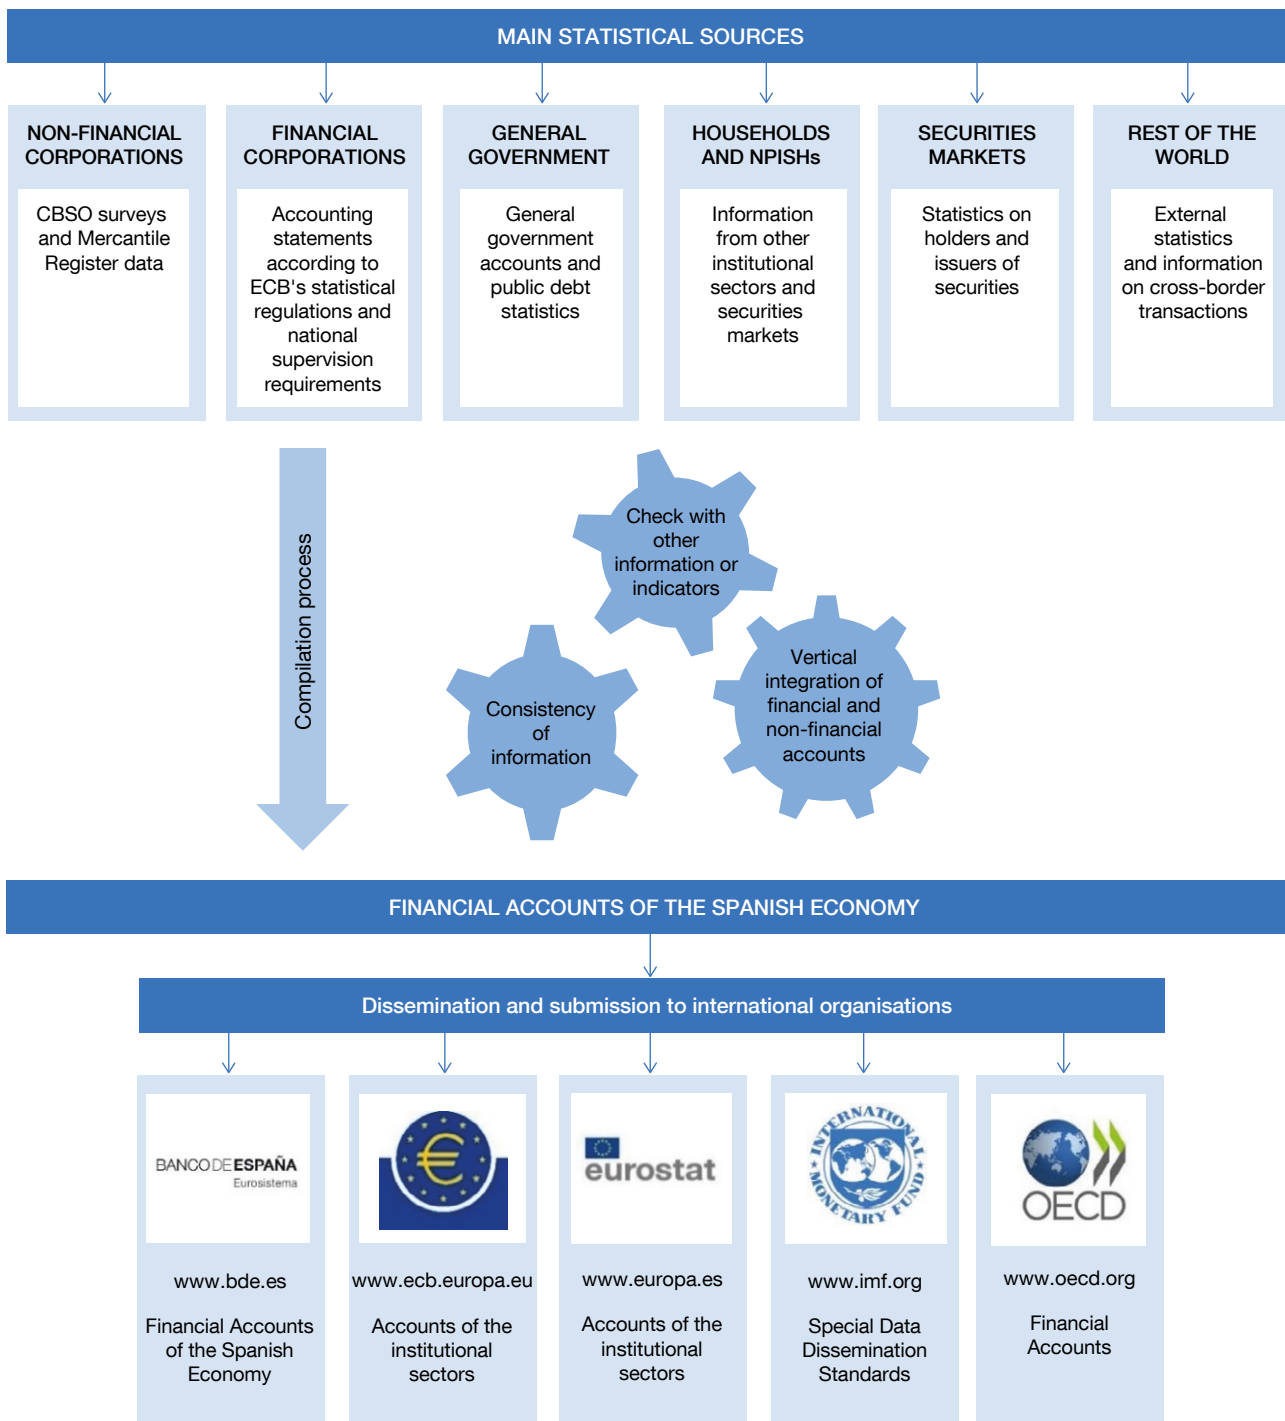 MAIN STATISTICAL SOURCES
NON-FINANCIAL
CORPORATIONS
CBSO surveys
and Mercantile
Register data
FINANCIAL
CORPORATIONS
Accounting
statements
according to
ECB's statistical
regulations and
national
supervision
requirements
GENERAL
GOVERNMENT
General
government
accounts and
public debt
statistics
HOUSEHOLDS
AND NPISHs
Information
from other
institutional
sectors and
securities
markets
SECURITIES
MARKETS
Statistics on
holders and
issuers of
securities
REST OF THE
WORLD
External
statistics
and information
on cross-border
transactions
Compilation process
Check with
other
information or
indicators
Consistency
of
information
Vertical
integration of
financial and
non-financial
accounts
FINANCIAL ACCOUNTS OF THE SPANISH ECONOMY
Dissemination and submission to international organisations
BANCODEESPAÑA
Eurosistema
www.bde.es
Financial Accounts
of the Spanish
Economy
€
www.ecb.europa.eu
Accounts of the
institutional
sectors
eurostat
www.europa.es
Accounts of the
institutional
sectors
INTERNATIONAL
MONETARY FUND
www.imf.org
Special Data
Dissemination
Standards
OECD
www.oecd.org
Financial
Accounts